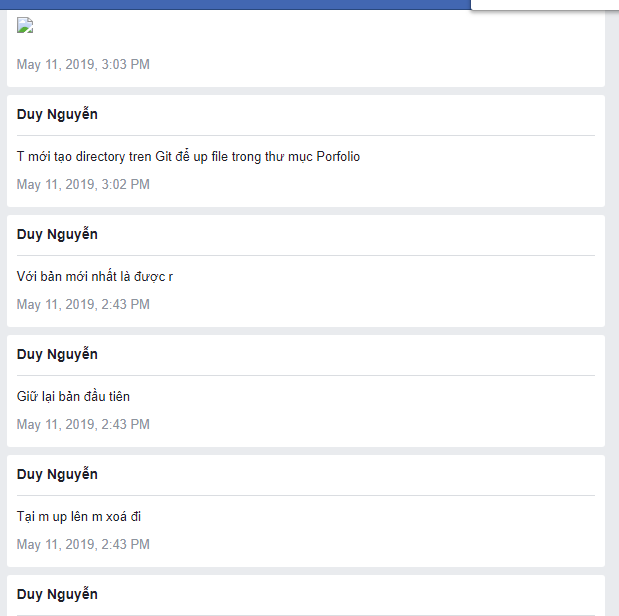 May 11, 2019, 3:03 PM
Duy Nguyễn
T mới tạo directory tren Git để up file trong thư mục Porfolio
May 11, 2019, 3:02 PM
Duy Nguyễn
Với bản mới nhất là được r
May 11, 2019, 2:43 PM
Duy Nguyễn
Giữ lại bản đầu tiên
May 11, 2019, 2:43 PM
Duy Nguyễn
Tại m up lên m xoá đi
May 11, 2019, 2:43 PM
Duy Nguyễn